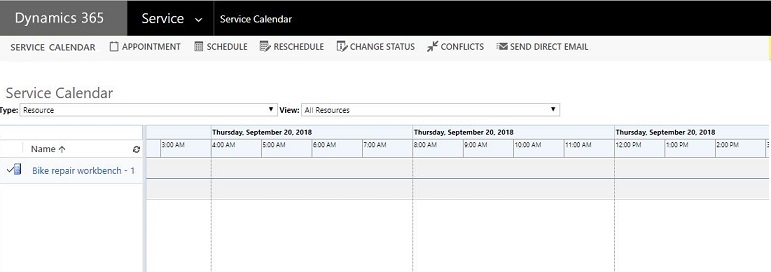 Dynamics 365 Service Service Calendar
SERVICE CALENDAR APPOINTMENT SCHEDULE RESCHEDULE CHANGE STATUS CONFLICTS SEND DIRECT EMAIL
Service Calendar
Type: Resource View: All Resources
Thursday, September 20, 2018 Thursday, September 20, 2018 Thursday, September 20, 2018
Name 3:00 AM 4:00 AM 5:00 AM 6:00 AM 7:00 AM 8:00 AM 9:00 AM 10:00 AM 11:00 AM 12:00 PM 1:00 PM 2:00 PM
Bike repair workbench - 1